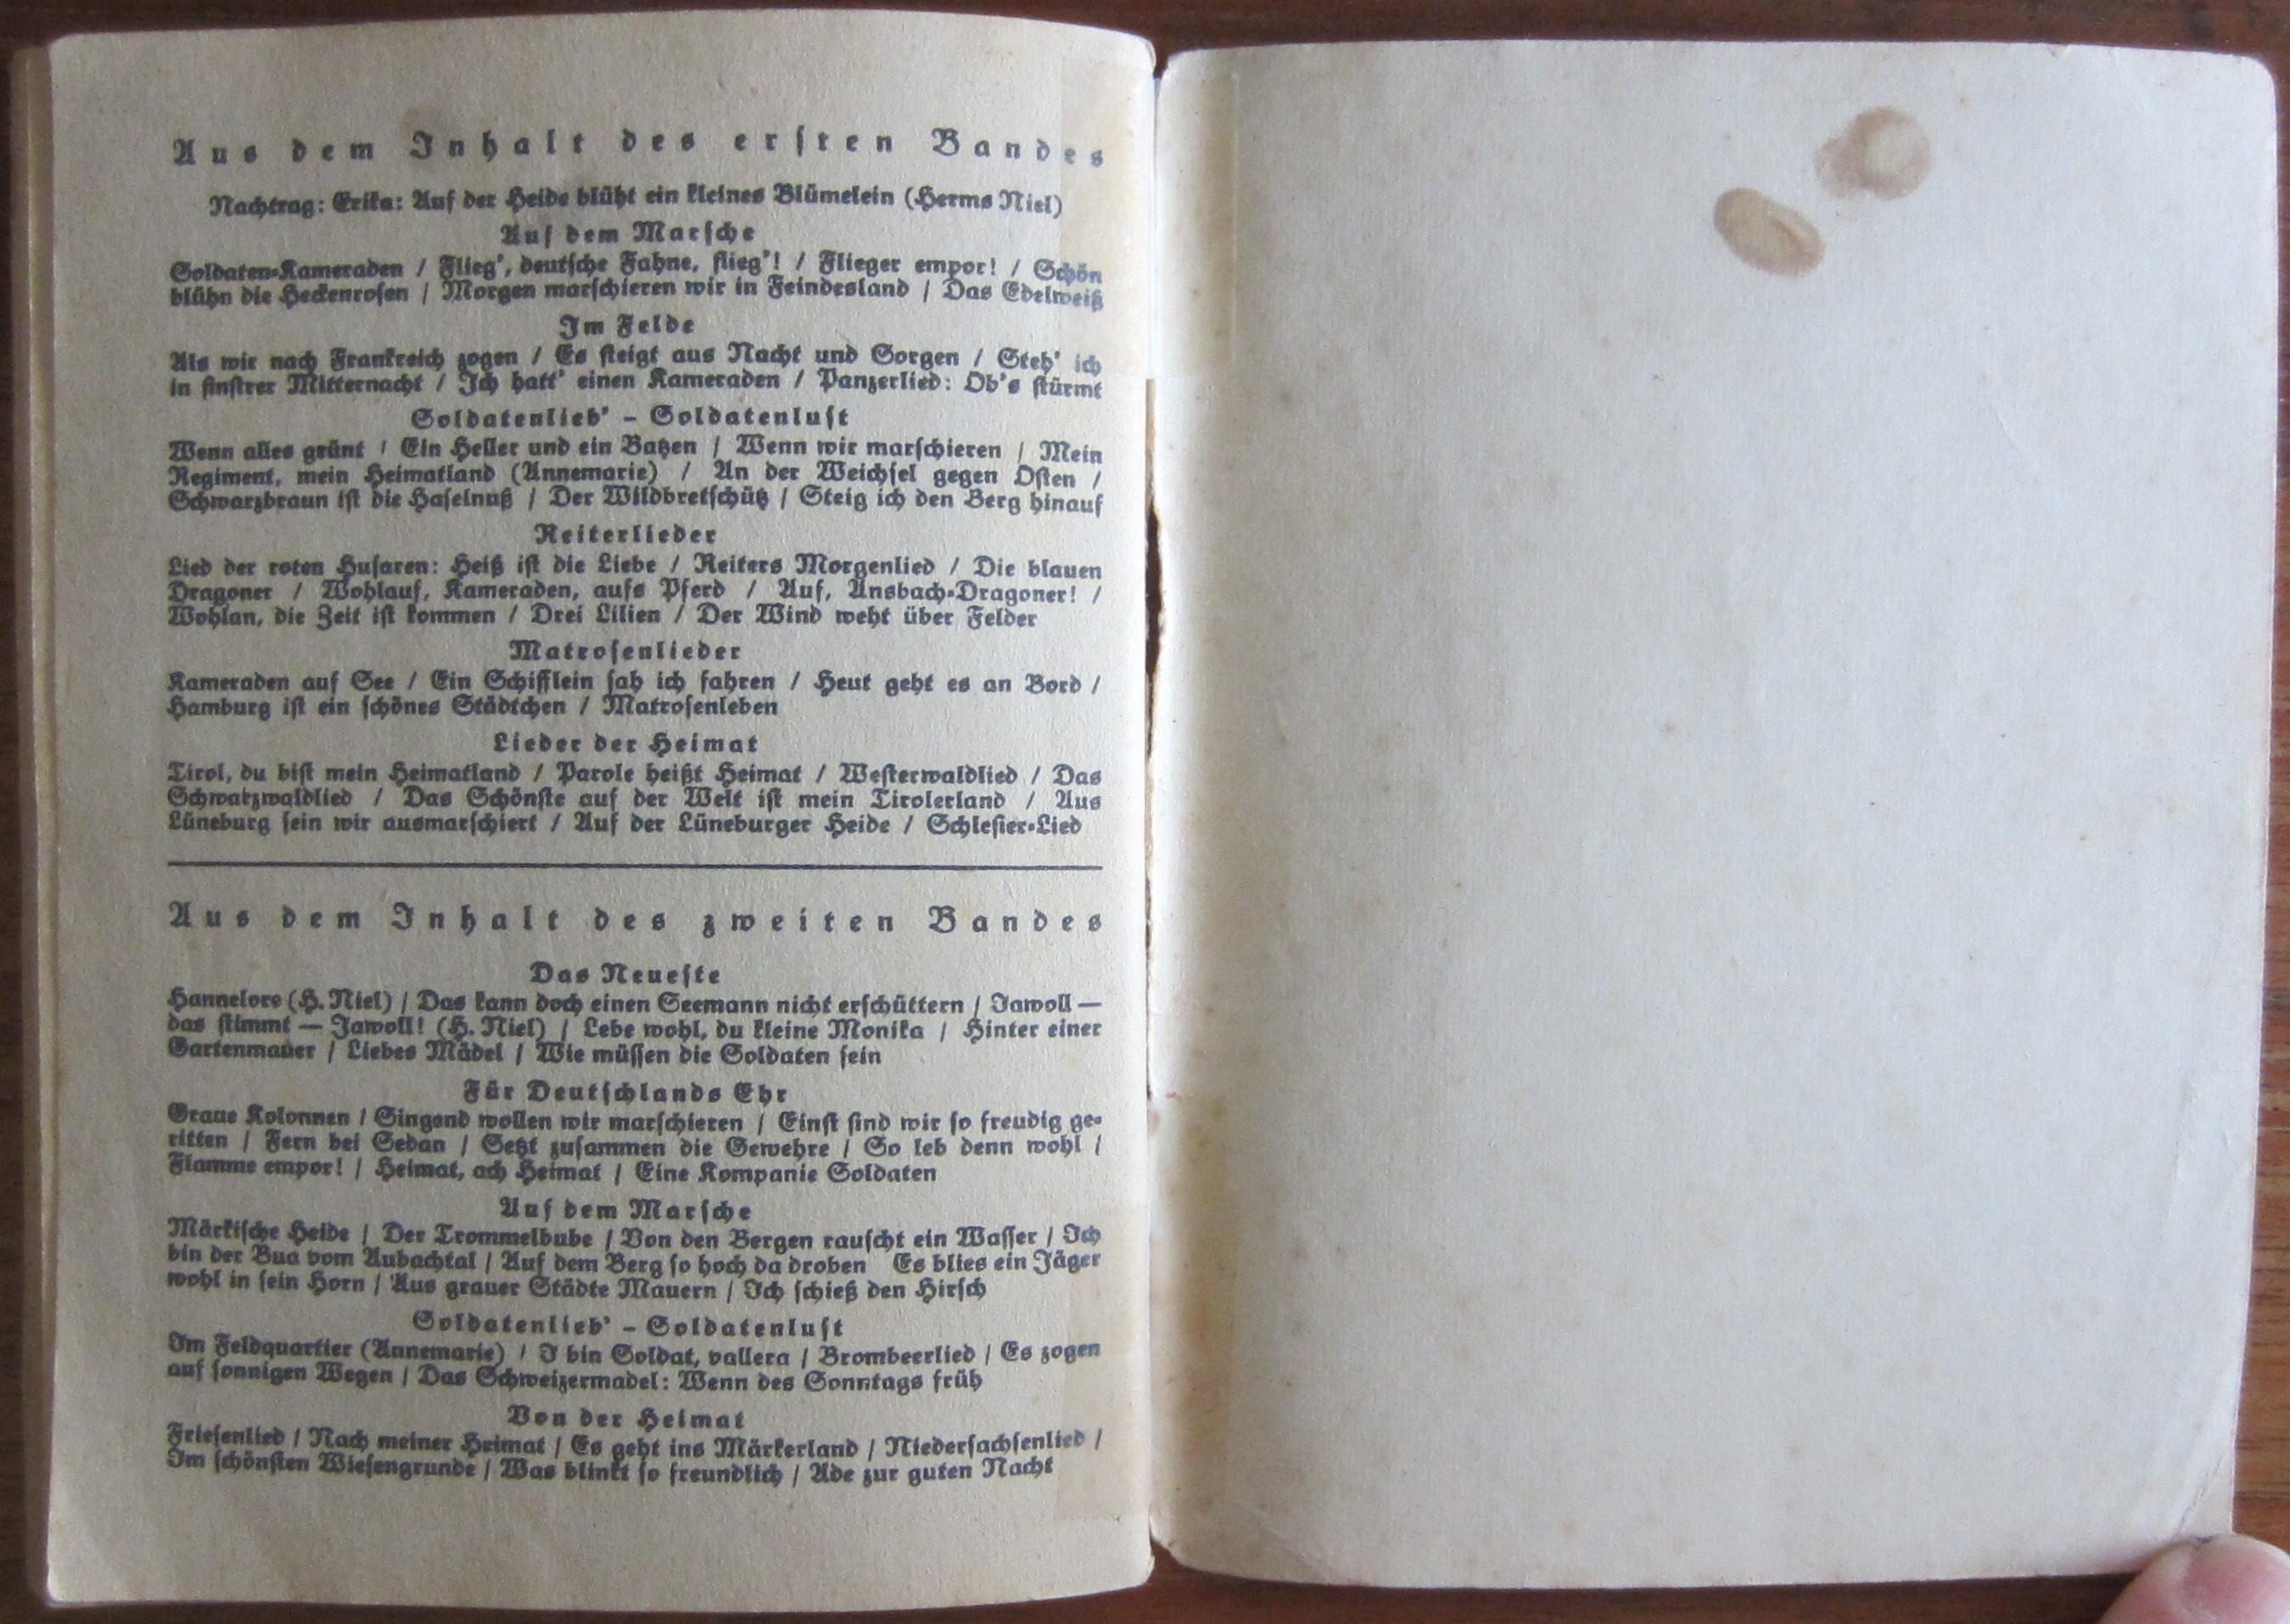 Aus dem Inhalt des ersten Bandes
Nachtrag: Erika: Auf der Heide blüht ein kleines Blümelein (Herms Niel)
Auf dem Marsche
Soldaten-Kameraden / Flieg', deutsche Fahne, flieg'! / Flieger empor! / Schön
blühn die Heckenrosen / Morgen marschieren wir in Feindesland / Das Edelweiß
Im Felde
Als wir nach Frankreich zogen / Es steigt aus Nacht und Sorgen / Steh' ich
in finstrer Mitternacht / Ich hatt' einen Kameraden / Panzerlied: Ob's stürmt
Soldatenlieb' – Soldatenlust
Wenn alles grünt / Ein Heller und ein Batzen / Wenn wir marschieren / Mein
Regiment, mein Heimatland (Annemarie) / An der Weichsel gegen Osten /
Schwarzbraun ist die Haselnuß / Der Wildbretschütz / Steig ich den Berg hinauf
Reiterlieder
Lied der roten Husaren: Heiß ist die Liebe / Reiters Morgenlied / Die blauen
Dragoner / Wohlauf, Kameraden, aufs Pferd / Auf, Ansbach-Dragoner! /
Wohlan, die Zeit ist kommen / Drei Lilien / Der Wind weht über Felder
Matrosenlieder
Kameraden auf See / Ein Schifflein sah ich fahren / Heut geht es an Bord /
Hamburg ist ein schönes Städtchen / Matrosenleben
Lieder der Heimat
Tirol, du bist mein Heimatland / Parole heißt Heimat / Westerwaldlied / Das
Schwarzwaldlied / Das Schönste auf der Welt ist mein Tirolerland / Aus
Lüneburg sein wir ausmarschiert / Auf der Lüneburger Heide / Schlesier-Lied
Aus dem Inhalt des zweiten Bandes
Das Neueste
Hannelore (H. Niel) / Das kann doch einen Seemann nicht erschüttern / Jawoll —
das stimmt — Jawoll! (H. Niel) / Lebe wohl, du kleine Monika / Hinter einer
Gartenmauer / Liebes Mädel / Wie müssen die Soldaten sein
Für Deutschlands Ehr
Graue Kolonnen / Singend wollen wir marschieren / Einst sind wir so freudig ge-
ritten / Fern bei Sedan / Setzt zusammen die Gewehre / So leb denn wohl /
Flamme empor! / Heimat, ach Heimat / Eine Kompanie Soldaten
Auf dem Marsche
Märkische Heide / Der Trommelbube / Von den Bergen rauscht ein Wasser / Ich
bin der Bua vom Aubachtal / Auf dem Berg so hoch da droben Es blies ein Jäger
wohl in sein Horn / Aus grauer Städte Mauern / Ich schieß den Hirsch
Soldatenlieb' – Soldatenlust
Im Feldquartier (Annemarie) / I bin Soldat, vallera / Brombeerlied / Es zogen
auf sonnigen Wegen / Das Schweizermadel: Wenn des Sonntags früh
Von der Heimat
Friesenlied / Nach meiner Heimat / Es geht ins Märkerland / Niedersachsenlied /
Im schönsten Wiesengrunde / Was blinkt so freundlich / Ade zur guten Nacht